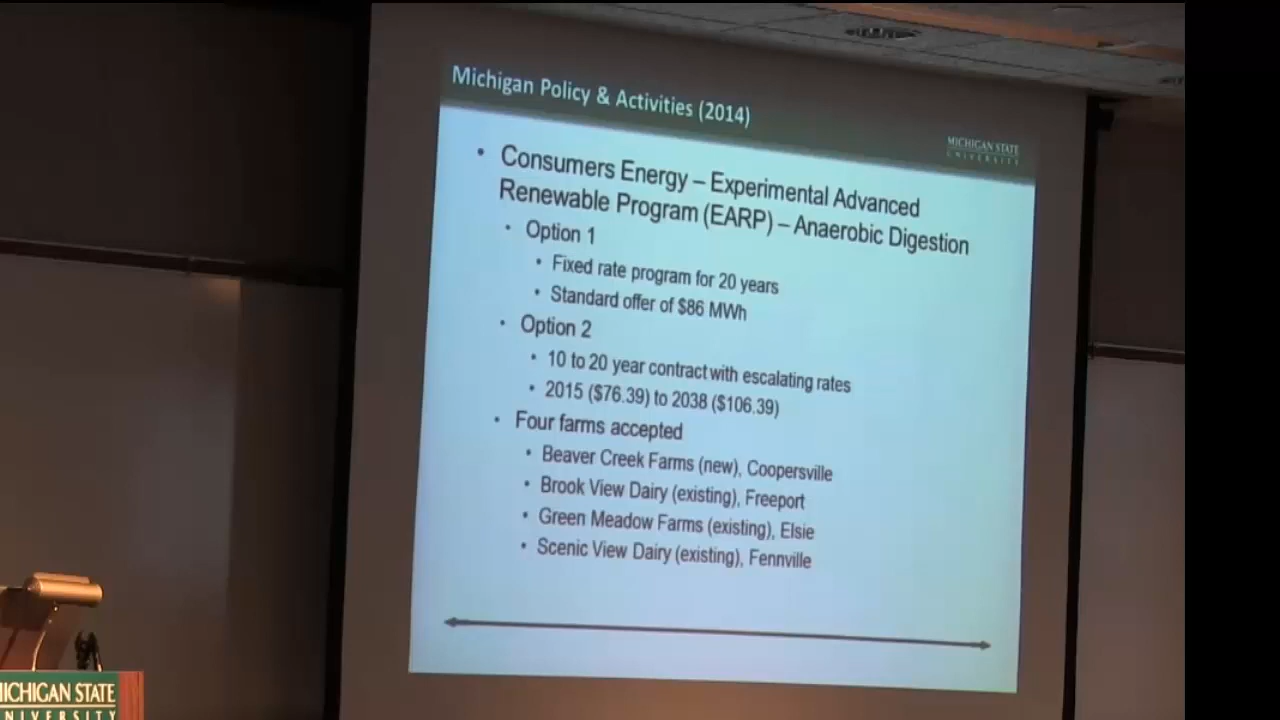 Michigan Policy & Activities (2014)
MICHIGAN STATE
UNIVERSITY
• Consumers Energy – Experimental Advanced
Renewable Program (EARP) – Anaerobic Digestion
• Option 1
• Fixed rate program for 20 years
• Standard offer of $86 MWh
• Option 2
• 10 to 20 year contract with escalating rates
• 2015 ($76.39) to 2038 ($106.39)
• Four farms accepted
• Beaver Creek Farms (new), Coopersville
• Brook View Dairy (existing), Freeport
• Green Meadow Farms (existing), Elsie
• Scenic View Dairy (existing), Fennville
MICHIGAN STATE
UNIVERSITY